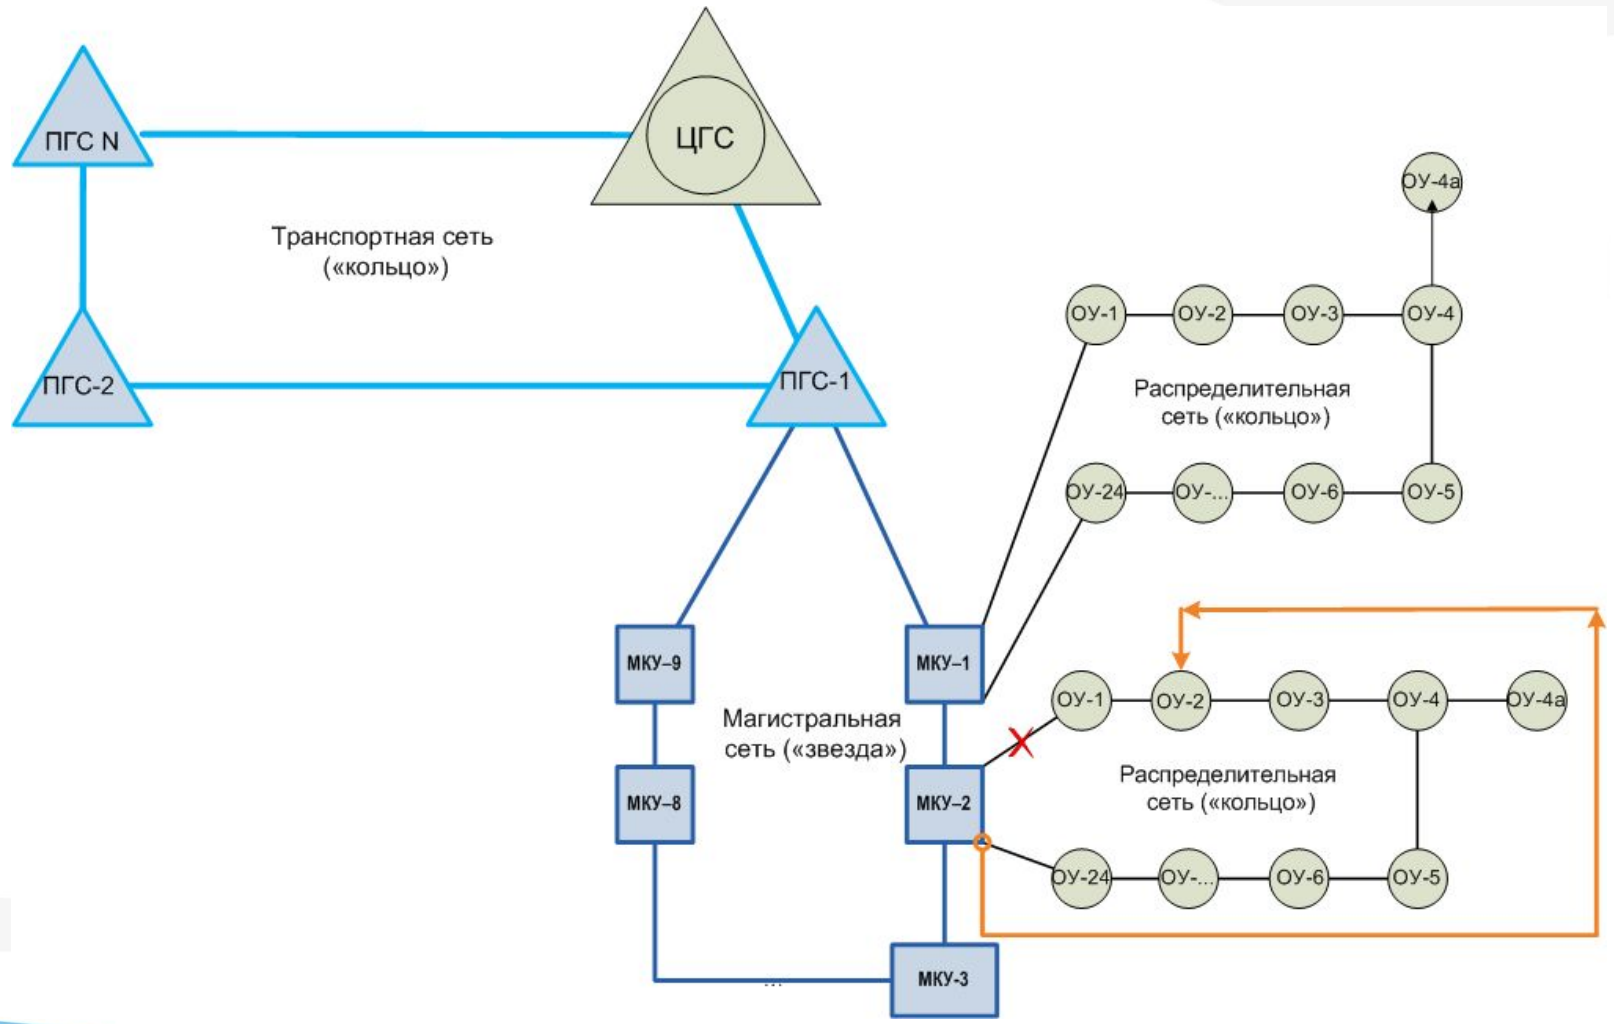 ПГС N
ЦГС
Транспортная сеть
(«кольцо»)
ПГС-2
ПГС-1
ОУ-4а
ОУ-1
ОУ-2
ОУ-3
ОУ-4
Распределительная
сеть («кольцо»)
ОУ-24
ОУ-...
ОУ-6
ОУ-5
МКУ–9
МКУ–1
Магистральная
сеть («звезда»)
МКУ–8
МКУ–2
ОУ-1
ОУ-2
ОУ-3
ОУ-4
ОУ-4а
Распределительная
сеть («кольцо»)
ОУ-24
ОУ-...
ОУ-6
ОУ-5
...
МКУ-3